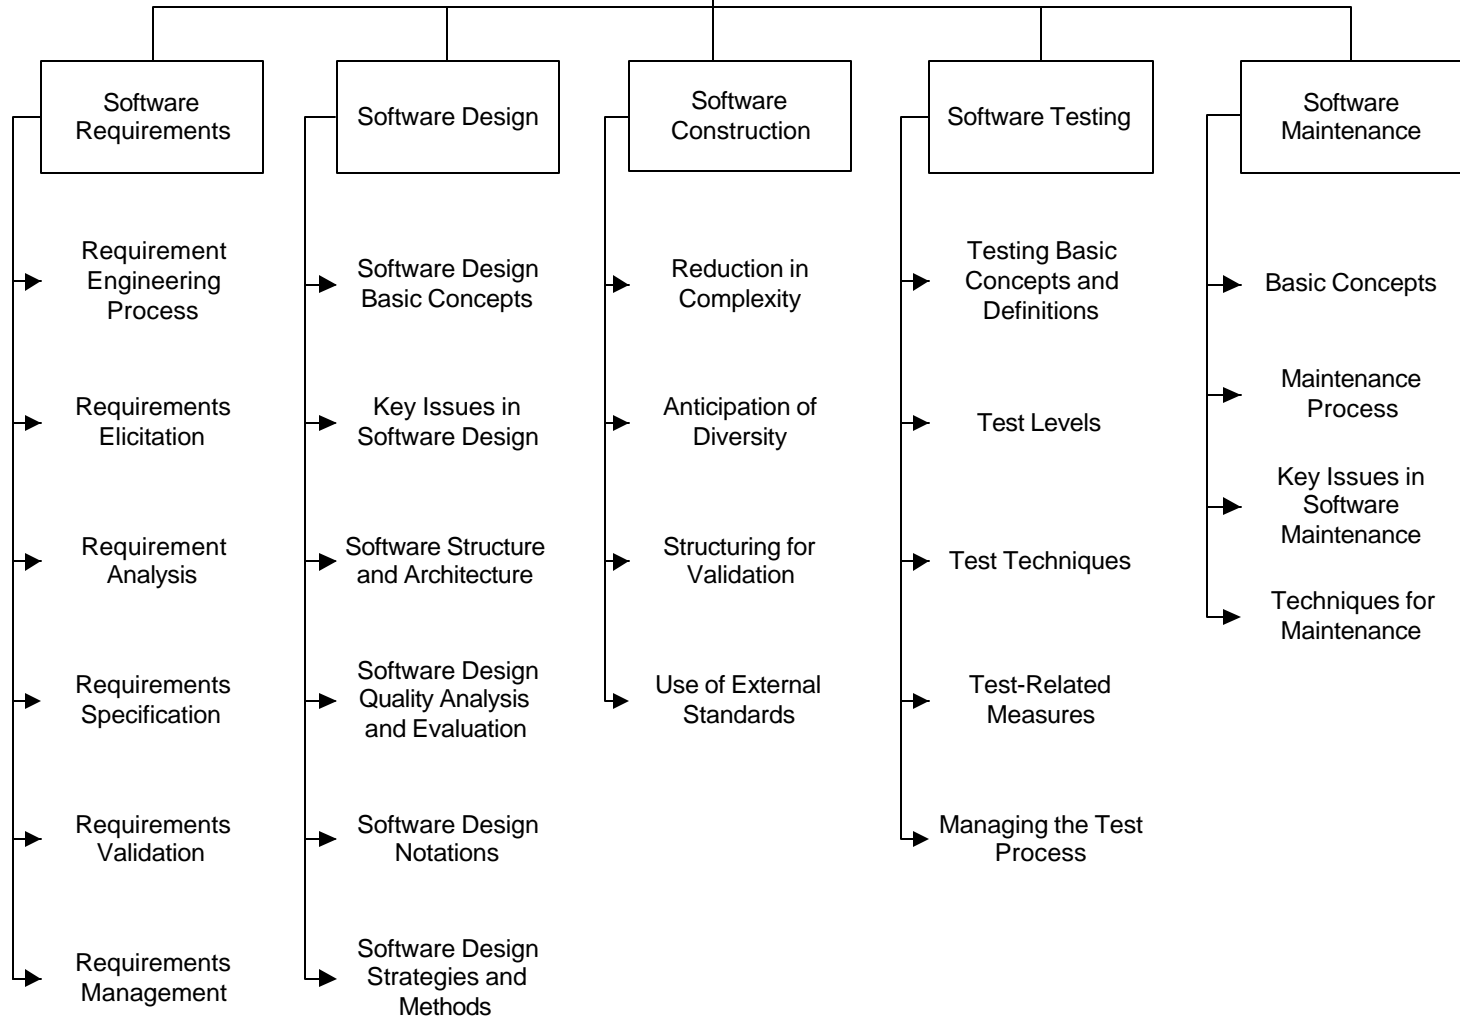 Software
Requirements
Requirement
Engineering
Process
Requirements
Elicitation
Requirement
Analysis
Requirements
Specification
Requirements
Validation
Requirements
Management
Software Design
Software Design
Basic Concepts
Key Issues in
Software Design
Software Structure
and Architecture
Software Design
Quality Analysis
and Evaluation
Software Design
Notations
Software Design
Strategies and
Methods
Software
Construction
Reduction in
Complexity
Anticipation of
Diversity
Structuring for
Validation
Use of External
Standards
Software Testing
Testing Basic
Concepts and
Definitions
Test Levels
Test Techniques
Test-Related
Measures
Managing the Test
Process
Software
Maintenance
Basic Concepts
Maintenance
Process
Key Issues in
Software
Maintenance
Techniques for
Maintenance